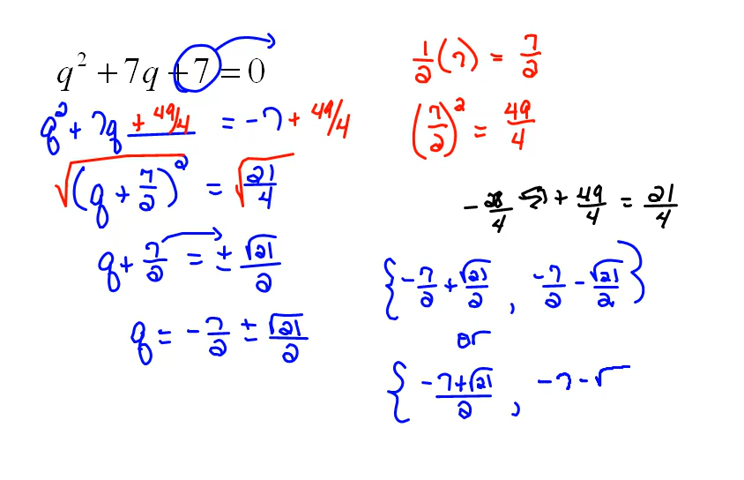 q² + 7q + 7 = 0
q² + 7q + 49/4 = -7 + 49/4
√(q + 7/2)² = √21/4
q + 7/2 = ± √21/2
q = -7/2 ± √21/2
1/2 (7) = 7/2
(7/2)² = 49/4
-28/4 + 49/4 = 21/4
{ -7/2 + √21/2 , -7/2 - √21/2 }
or
{ -7+√21/2 , -7-√